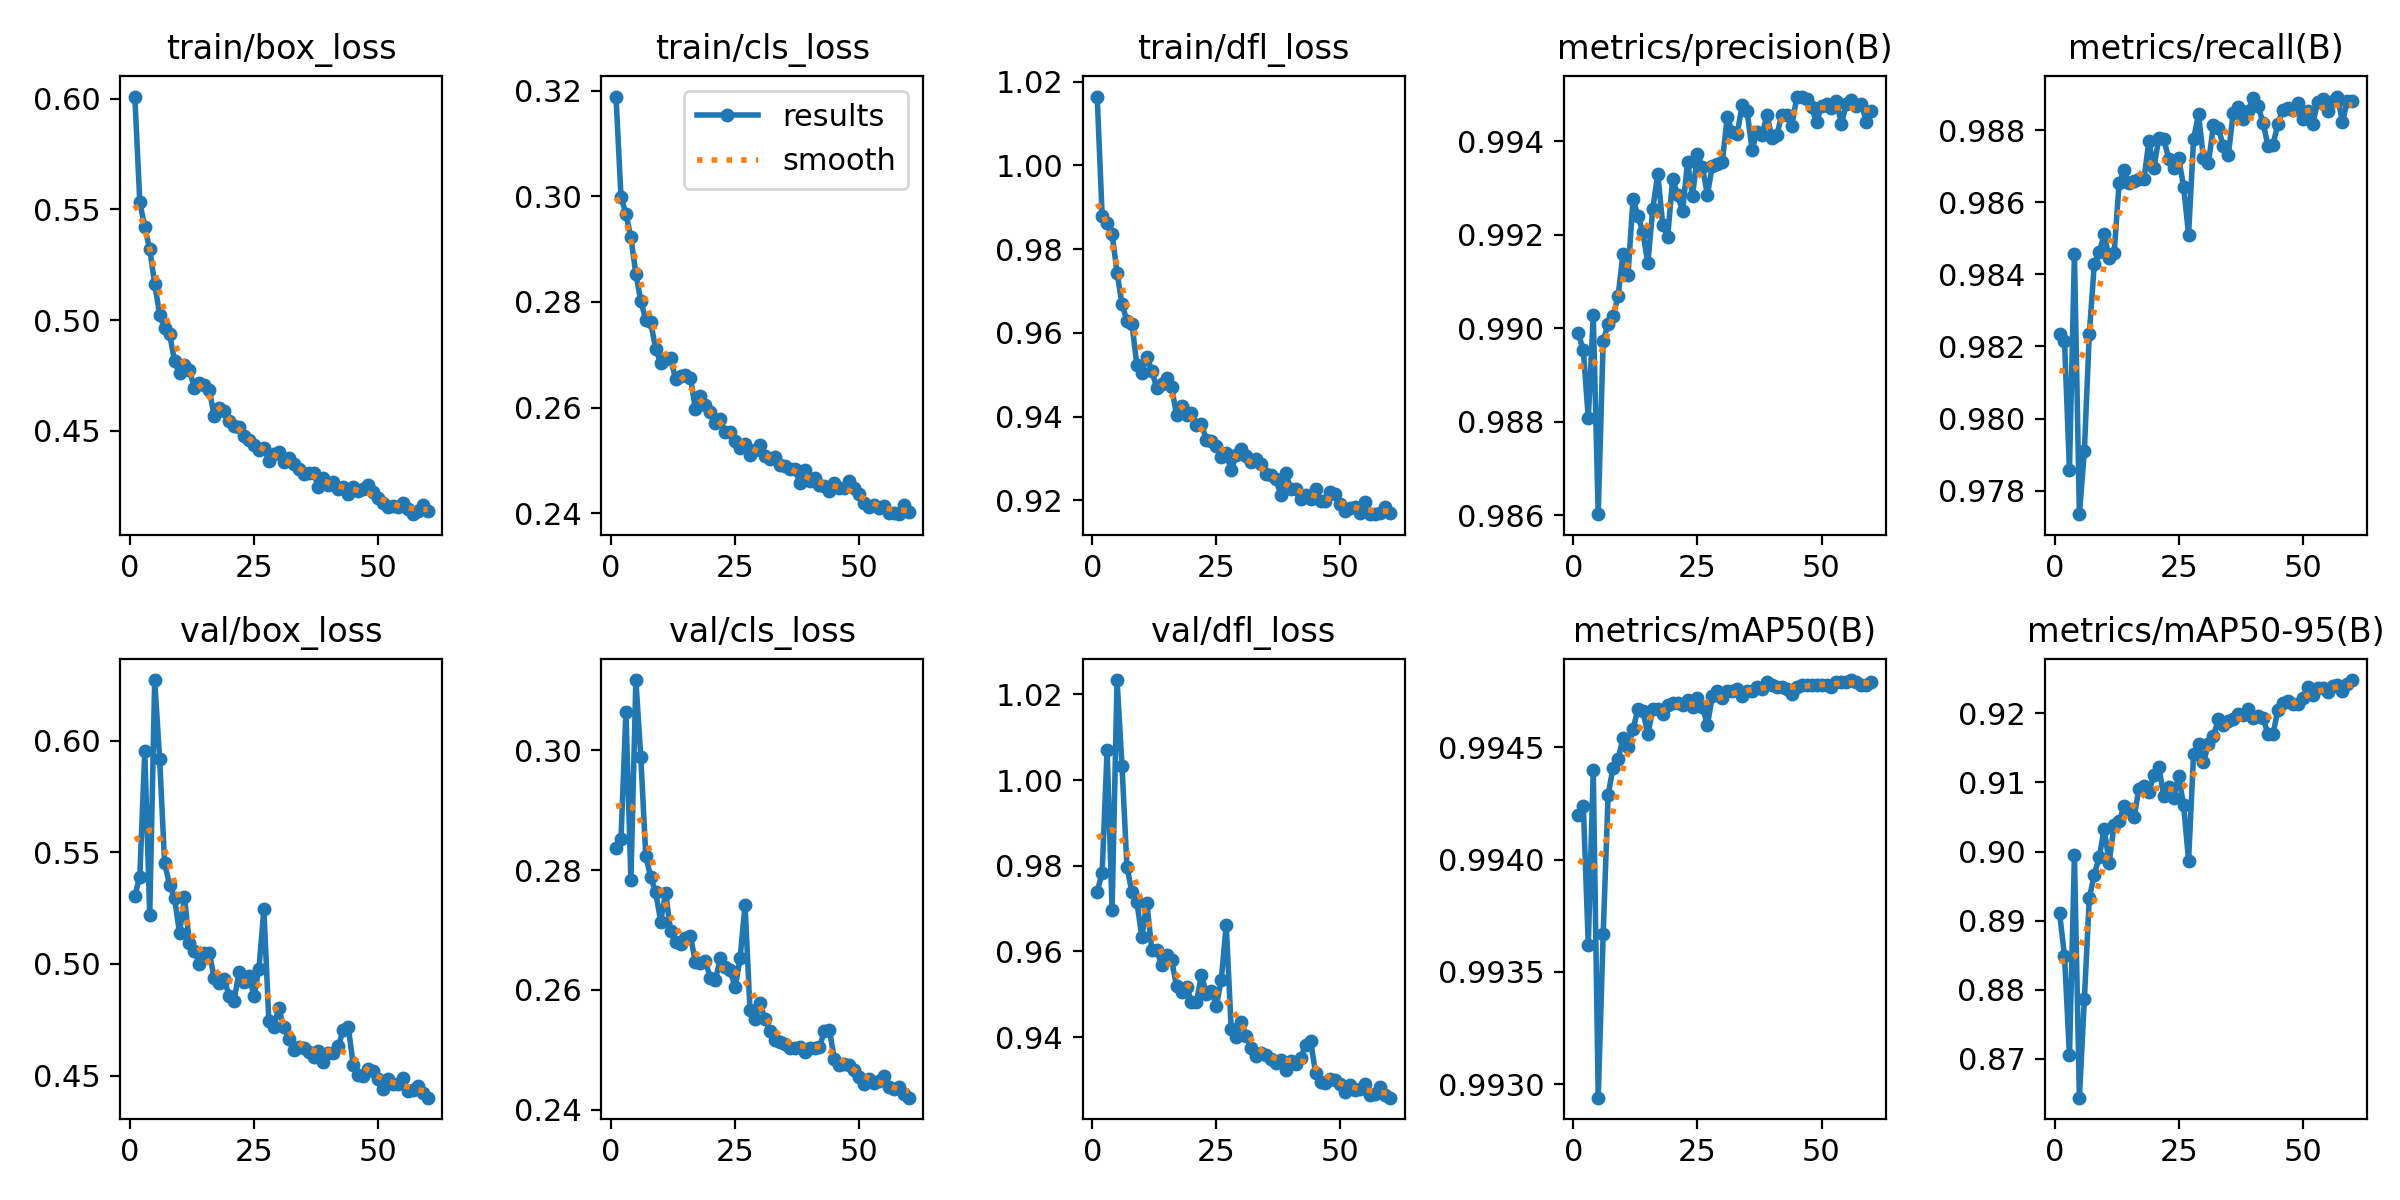 train/box_loss
0.60
0.55
0.50
0.45
0 25 50
train/cls_loss
results
smooth
0.32
0.30
0.28
0.26
0.24
0 25 50
train/dfl_loss
1.02
1.00
0.98
0.96
0.94
0.92
0 25 50
metrics/precision(B)
0.994
0.992
0.990
0.988
0.986
0 25 50
metrics/recall(B)
0.988
0.986
0.984
0.982
0.980
0.978
0 25 50
val/box_loss
0.60
0.55
0.50
0.45
0 25 50
val/cls_loss
0.30
0.28
0.26
0.24
0 25 50
val/dfl_loss
1.02
1.00
0.98
0.96
0.94
0 25 50
metrics/mAP50(B)
0.9945
0.9940
0.9935
0.9930
0 25 50
metrics/mAP50-95(B)
0.92
0.91
0.90
0.89
0.88
0.87
0 25 50